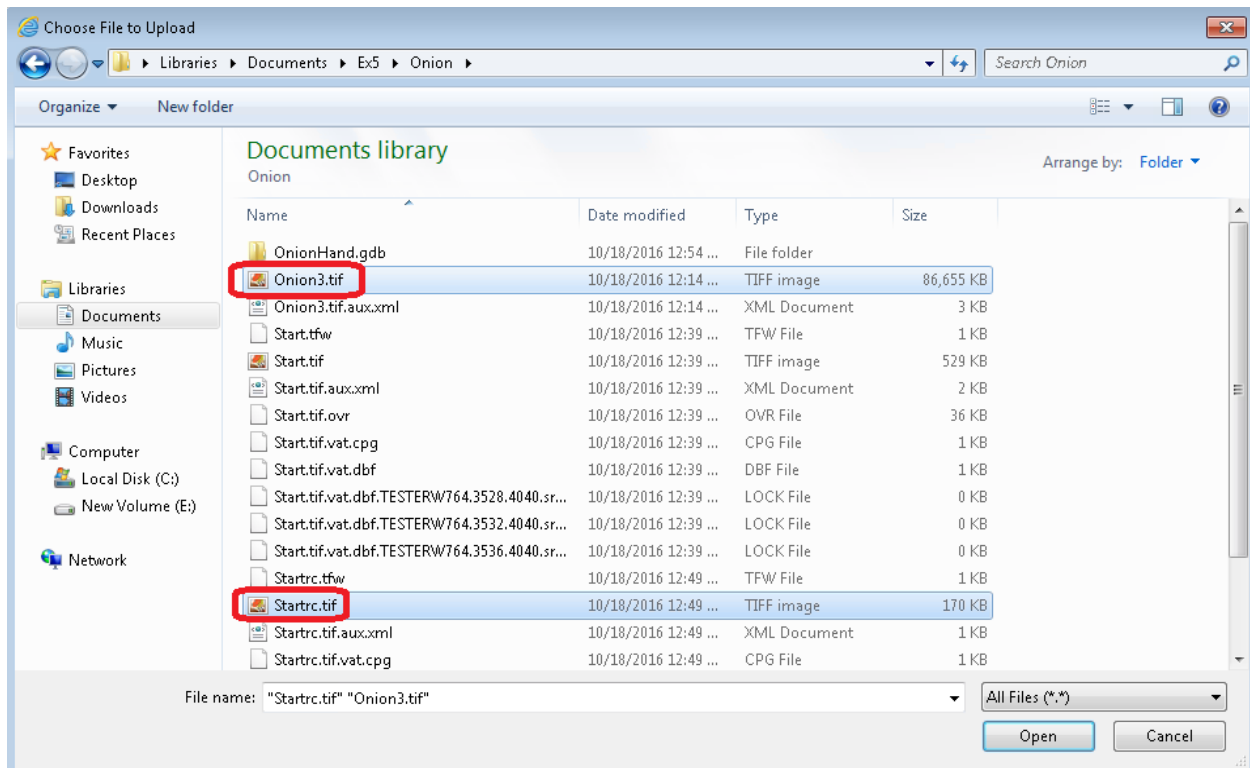 Choose File to Upload
Libraries Documents Ex5 Onion Search Onion
Organize New folder
Favorites
Desktop
Downloads
Recent Places
Libraries
Documents
Music
Pictures
Videos
Computer
Local Disk (C:)
New Volume (E:)
Network
Documents library
Onion
Arrange by: Folder
Name Date modified Type Size
OnionHand.gdb 10/18/2016 12:54 ... File folder
Onion3.tif 10/18/2016 12:14 ... TIFF image 86,655 KB
Onion3.tif.aux.xml 10/18/2016 12:14 ... XML Document 3 KB
Start.tfw 10/18/2016 12:39 ... TFW File 1 KB
Start.tif 10/18/2016 12:39 ... TIFF image 529 KB
Start.tif.aux.xml 10/18/2016 12:39 ... XML Document 2 KB
Start.tif.ovr 10/18/2016 12:39 ... OVR File 36 KB
Start.tif.vat.cpg 10/18/2016 12:39 ... CPG File 1 KB
Start.tif.vat.dbf 10/18/2016 12:39 ... DBF File 1 KB
Start.tif.vat.dbf.TESTERW764.3528.4040.sr... 10/18/2016 12:39 ... LOCK File 0 KB
Start.tif.vat.dbf.TESTERW764.3532.4040.sr... 10/18/2016 12:39 ... LOCK File 0 KB
Start.tif.vat.dbf.TESTERW764.3536.4040.sr... 10/18/2016 12:39 ... LOCK File 0 KB
Startrc.tfw 10/18/2016 12:49 ... TFW File 1 KB
Startrc.tif 10/18/2016 12:49 ... TIFF image 170 KB
Startrc.tif.aux.xml 10/18/2016 12:49 ... XML Document 1 KB
Startrc.tif.vat.cpg 10/18/2016 12:49 ... CPG File 1 KB
File name: "Startrc.tif" "Onion3.tif" All Files (*.*)
Open Cancel